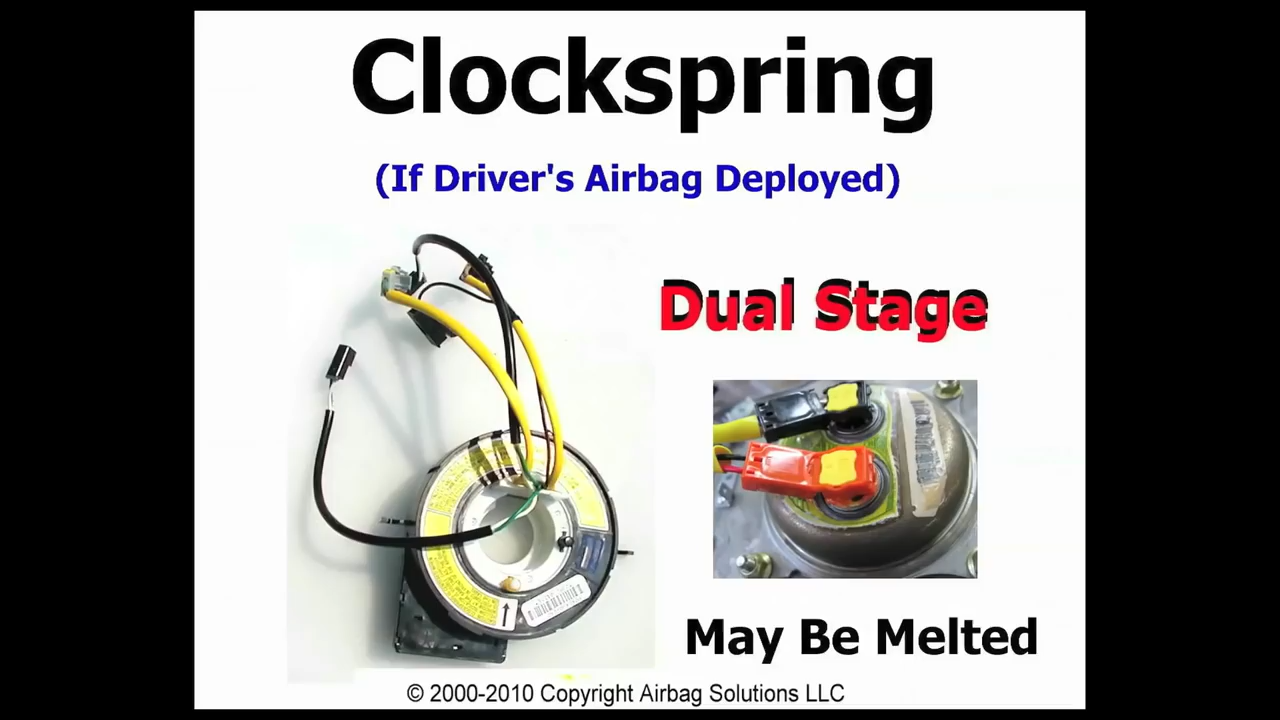 Clockspring
(If Driver's Airbag Deployed)
Dual Stage
May Be Melted
© 2000-2010 Copyright Airbag Solutions LLC